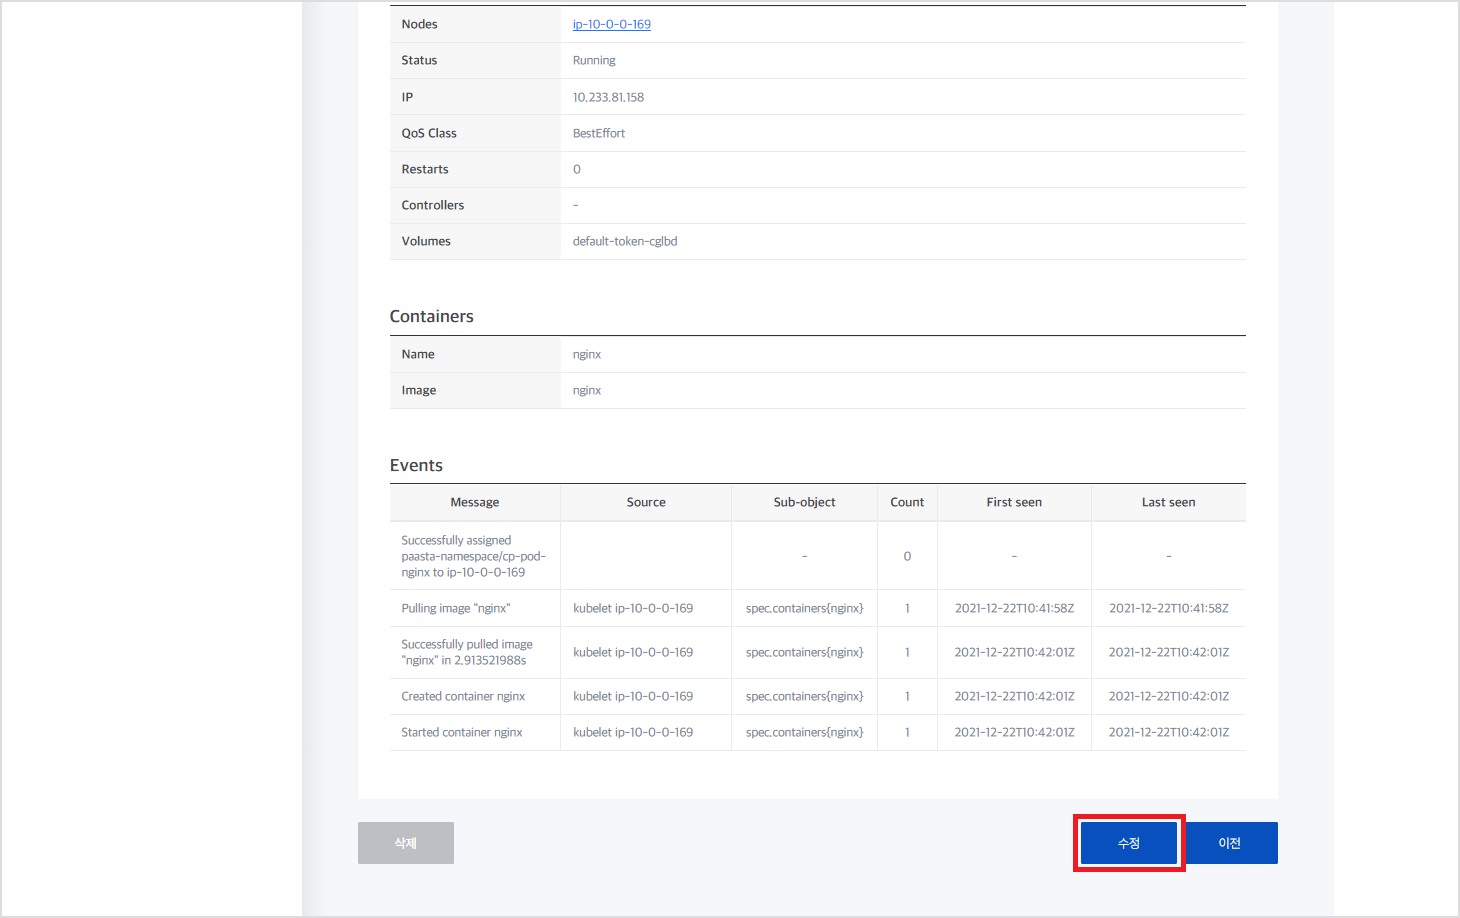 Nodes ip-10-0-0-169
Status Running
IP 10.233.81.158
QoS Class BestEffort
Restarts 0
Controllers -
Volumes default-token-cglbd
Containers
Name nginx
Image nginx
Events
Message Source Sub-object Count First seen Last seen
Successfully assigned
paasta-namespace/cp-pod-
nginx to ip-10-0-0-169
- 0 - -
Pulling image "nginx" kubelet ip-10-0-0-169 spec.containers{nginx} 1 2021-12-22T10:41:58Z 2021-12-22T10:41:58Z
Successfully pulled image
"nginx" in 2.913521988s
kubelet ip-10-0-0-169 spec.containers{nginx} 1 2021-12-22T10:42:01Z 2021-12-22T10:42:01Z
Created container nginx kubelet ip-10-0-0-169 spec.containers{nginx} 1 2021-12-22T10:42:01Z 2021-12-22T10:42:01Z
Started container nginx kubelet ip-10-0-0-169 spec.containers{nginx} 1 2021-12-22T10:42:01Z 2021-12-22T10:42:01Z
삭제 수정 이전